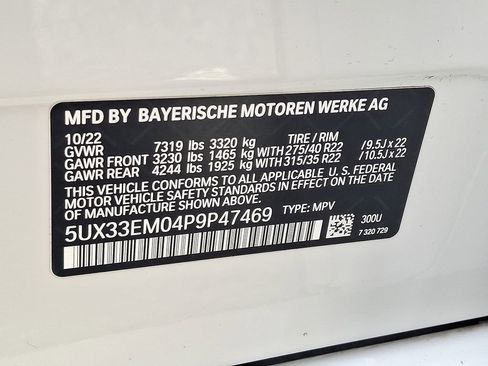 MFD BY BAYERISCHE MOTOREN WERKE AG
10/22 TIRE / RIM
GVWR 7319 lbs 3320 kg
GAWR FRONT 3230 lbs 1465 kg WITH 275/40 R22 / 9.5J x 22
GAWR REAR 4244 lbs 1925 kg WITH 315/35 R22 / 10.5J x 22
THIS VEHICLE CONFORMS TO ALL APPLICABLE U. S. FEDERAL
MOTOR VEHICLE SAFETY STANDARDS IN EFFECT ON THE DATE OF
MANUFACTURE SHOWN ABOVE.
5UX33EM04P9P47469 TYPE: MPV
300U
7 320 729